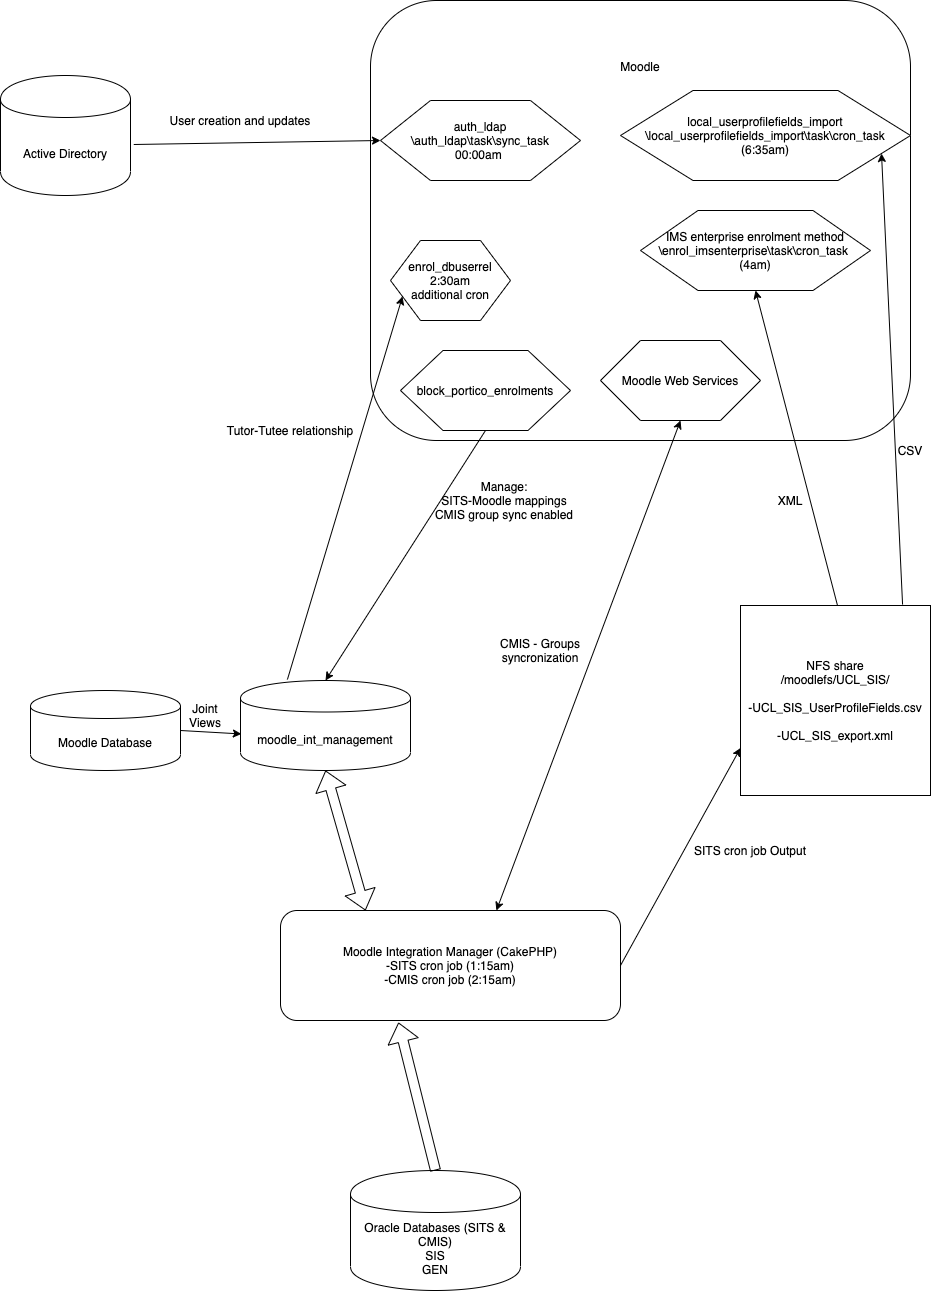 Moodle
Active Directory
User creation and updates
auth_ldap
\auth_ldap\task\sync_task
00:00am
local_userprofilefields_import
\local_userprofilefields_import\task\cron_task
(6:35am)
IMS enterprise enrolment method
\enrol_imsenterprise\task\cron_task
(4am)
enrol_dbuserrel
2:30am
additional cron
block_portico_enrolments
Moodle Web Services
Tutor-Tutee relationship
CSV
Manage:
SITS-Moodle mappings
CMIS group sync enabled
XML
CMIS - Groups
syncronization
NFS share
/moodlefs/UCL_SIS/
-UCL_SIS_UserProfileFields.csv
-UCL_SIS_export.xml
Joint
Views
Moodle Database
moodle_int_management
SITS cron job Output
Moodle Integration Manager (CakePHP)
-SITS cron job (1:15am)
-CMIS cron job (2:15am)
Oracle Databases (SITS &
CMIS)
SIS
GEN